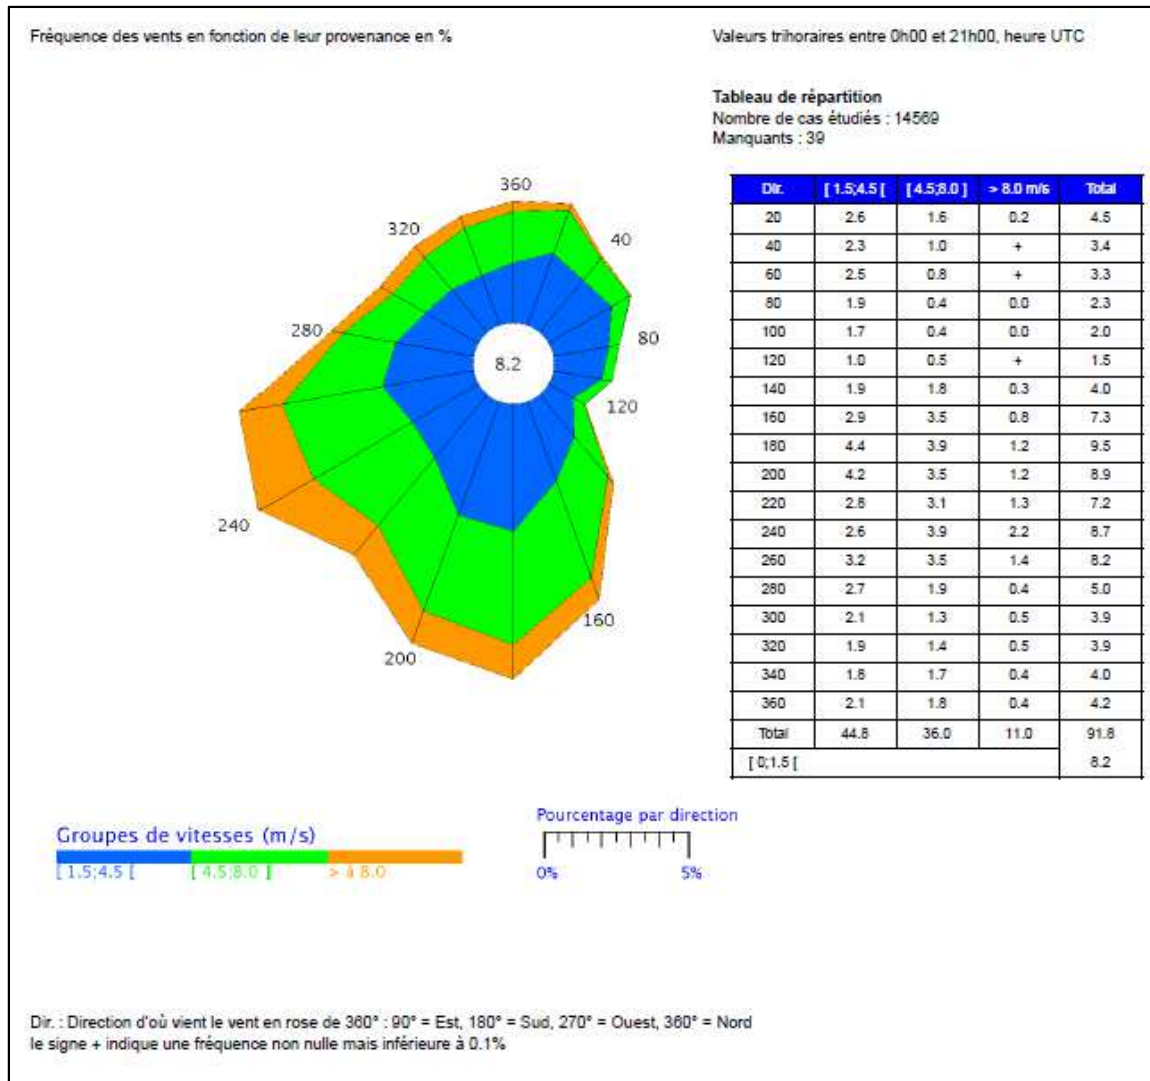 Fréquence des vents en fonction de leur provenance en %
Valeurs trihoraires entre 0h00 et 21h00, heure UTC
Tableau de répartition
Nombre de cas étudiés : 14569
Manquants : 39
360
320
40
280
80
8.2
120
240
160
200
Dir. [ 1.5;4.5 [ [ 4.5;8.0 ] > 8.0 m/s Total
20 2.6 1.6 0.2 4.5
40 2.3 1.0 + 3.4
60 2.5 0.8 + 3.3
80 1.9 0.4 0.0 2.3
100 1.7 0.4 0.0 2.0
120 1.0 0.5 + 1.5
140 1.9 1.8 0.3 4.0
160 2.9 3.5 0.8 7.3
180 4.4 3.9 1.2 9.5
200 4.2 3.5 1.2 8.9
220 2.8 3.1 1.3 7.2
240 2.6 3.9 2.2 8.7
260 3.2 3.5 1.4 8.2
280 2.7 1.9 0.4 5.0
300 2.1 1.3 0.5 3.9
320 1.9 1.4 0.5 3.9
340 1.8 1.7 0.4 4.0
360 2.1 1.8 0.4 4.2
Total 44.8 36.0 11.0 91.8
[ 0;1.5 [ 8.2
Groupes de vitesses (m/s)
[ 1.5;4.5 [ [ 4.5;8.0 ] > à 8.0
Pourcentage par direction
0% 5%
Dir. : Direction d'où vient le vent en rose de 360° : 90° = Est, 180° = Sud, 270° = Ouest, 360° = Nord
le signe + indique une fréquence non nulle mais inférieure à 0.1%